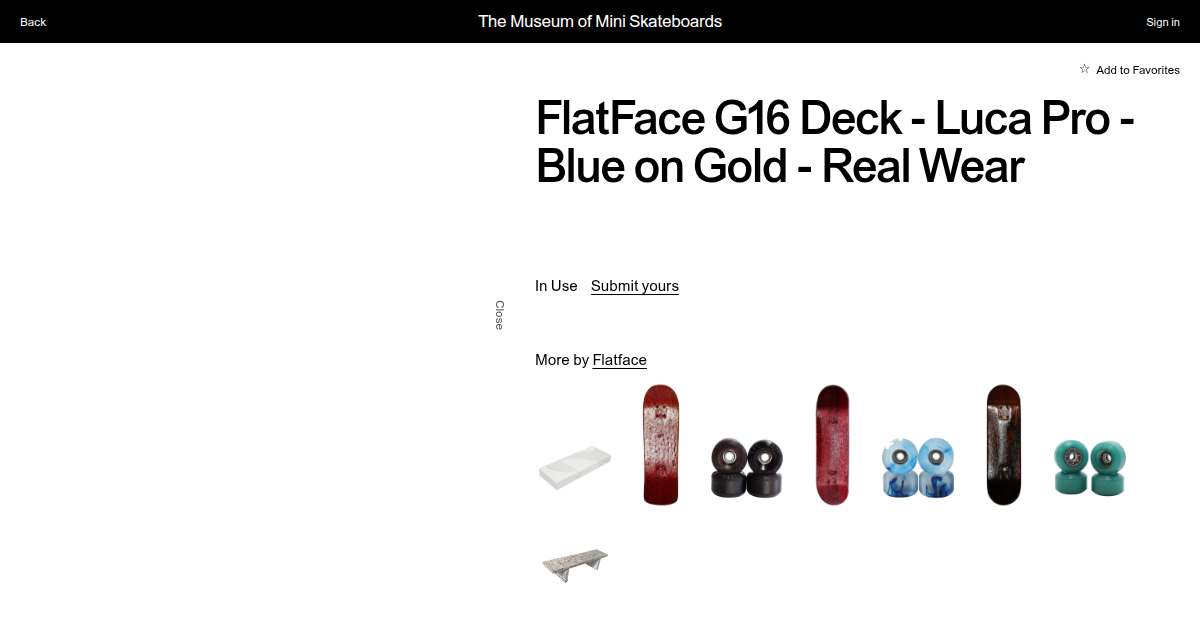 Back
The Museum of Mini Skateboards
Sign in
☆ Add to Favorites
FlatFace G16 Deck - Luca Pro -
Blue on Gold - Real Wear
In Use Submit yours
Close
More by Flatface